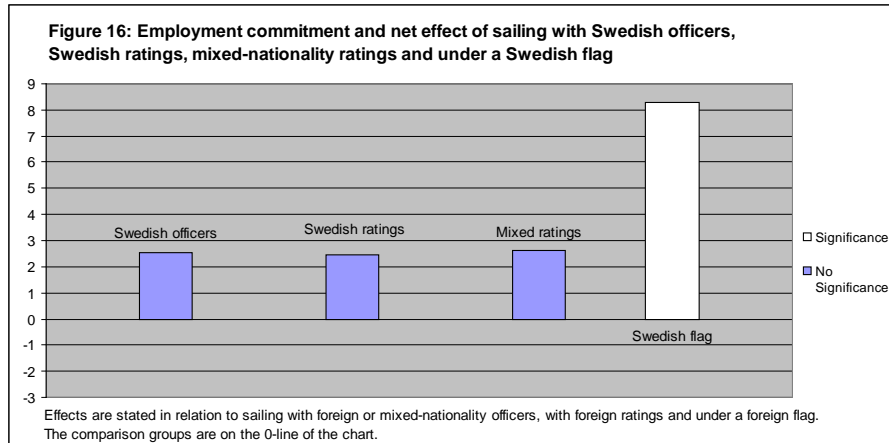 Figure 16: Employment commitment and net effect of sailing with Swedish officers,
Swedish ratings, mixed-nationality ratings and under a Swedish flag
9
8
7
6
5
4
3
2
1
0
-1
-2
-3
Swedish officers
Swedish ratings
Mixed ratings
Swedish flag
Significance
No
Significance
Effects are stated in relation to sailing with foreign or mixed-nationality officers, with foreign ratings and under a foreign flag.
The comparison groups are on the 0-line of the chart.